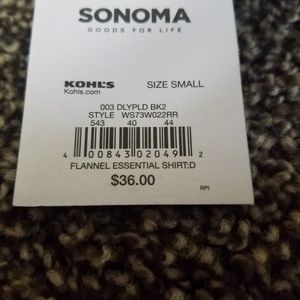 SONOMA
GOODS FOR LIFE
KOHL'S
Kohls.com
SIZE SMALL
003 DLYPLD BK2
STYLE WS73W022RR
543 40 44
4 00843 02049 2
FLANNEL ESSENTIAL SHIRT:D
$36.00
RPI